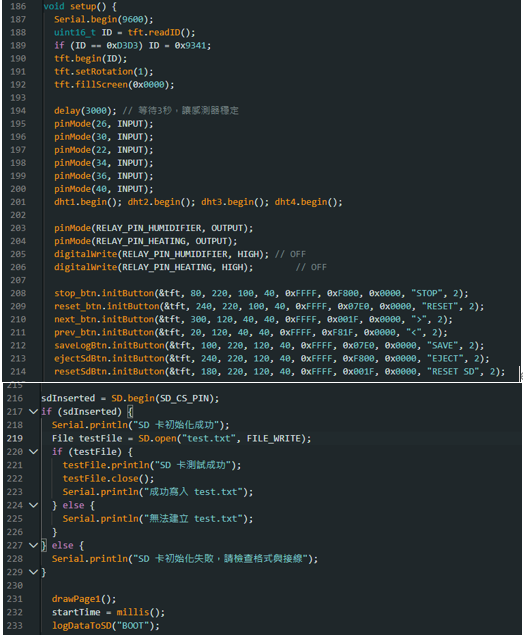 186 void setup() {
187   Serial.begin(9600);
188   uint16_t ID = tft.readID();
189   if (ID == 0xD3D3) ID = 0x9341;
190   tft.begin(ID);
191   tft.setRotation(1);
192   tft.fillScreen(0x0000);
193
194   delay(3000); // 等待3秒，讓感測器穩定
195   pinMode(26, INPUT);
196   pinMode(30, INPUT);
197   pinMode(22, INPUT);
198   pinMode(34, INPUT);
199   pinMode(36, INPUT);
200   pinMode(40, INPUT);
201   dht1.begin(); dht2.begin(); dht3.begin(); dht4.begin();
202
203   pinMode(RELAY_PIN_HUMIDIFIER, OUTPUT);
204   pinMode(RELAY_PIN_HEATING, OUTPUT);
205   digitalWrite(RELAY_PIN_HUMIDIFIER, HIGH); // OFF
206   digitalWrite(RELAY_PIN_HEATING, HIGH);       // OFF
207
208   stop_btn.initButton(&tft, 80, 220, 100, 40, 0xFFFF, 0xF800, 0x0000, "STOP", 2);
209   reset_btn.initButton(&tft, 240, 220, 100, 40, 0xFFFF, 0x07E0, 0x0000, "RESET", 2);
210   next_btn.initButton(&tft, 300, 120, 40, 40, 0xFFFF, 0x001F, 0x0000, ">", 2);
211   prev_btn.initButton(&tft, 20, 120, 40, 40, 0xFFFF, 0xF81F, 0x0000, "<", 2);
212   saveLogBtn.initButton(&tft, 100, 220, 120, 40, 0xFFFF, 0x07E0, 0x0000, "SAVE", 2);
213   ejectSdBtn.initButton(&tft, 240, 220, 120, 40, 0xFFFF, 0xF800, 0x0000, "EJECT", 2);
214   resetSdBtn.initButton(&tft, 180, 220, 120, 40, 0xFFFF, 0x001F, 0x0000, "RESET SD", 2);
215
216 sdInserted = SD.begin(SD_CS_PIN);
217 if (sdInserted) {
218   Serial.println("SD 卡初始化成功");
219   File testFile = SD.open("test.txt", FILE_WRITE);
220   if (testFile) {
221     testFile.println("SD 卡測試成功");
222     testFile.close();
223     Serial.println("成功寫入 test.txt");
224   } else {
225     Serial.println("無法建立 test.txt");
226   }
227 } else {
228   Serial.println("SD 卡初始化失敗，請檢查格式與接線");
229 }
230
231   drawPage1();
232   startTime = millis();
233   logDataToSD("BOOT");